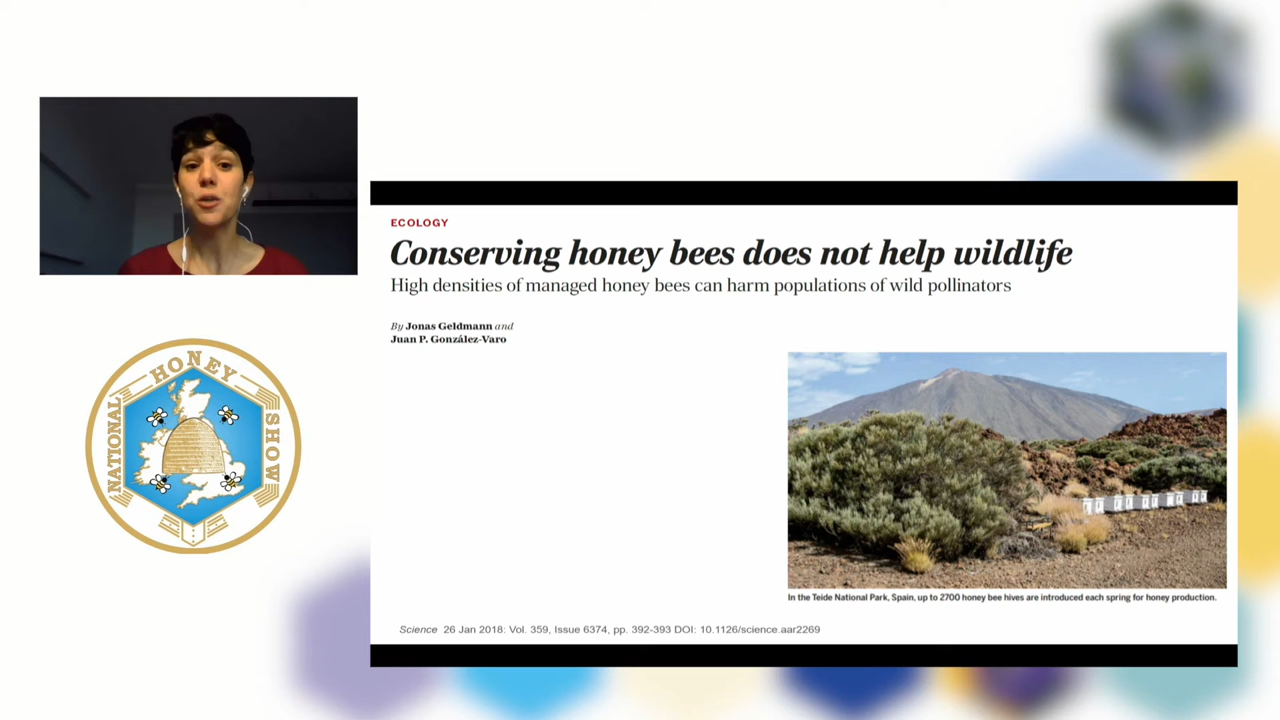 ECOLOGY
Conserving honey bees does not help wildlife
High densities of managed honey bees can harm populations of wild pollinators
By Jonas Geldmann and
Juan P. González-Varo
NATIONAL HONEY SHOW
In the Teide National Park, Spain, up to 2700 honey bee hives are introduced each spring for honey production.
Science 26 Jan 2018: Vol. 359, Issue 6374, pp. 392-393 DOI: 10.1126/science.aar2269